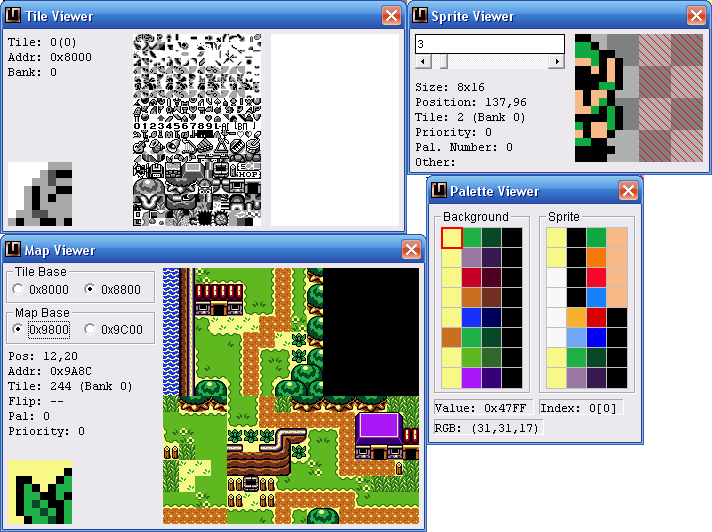 Tile Viewer
Tile: 0(0)
Addr: 0x8000
Bank: 0
0123456789
Sprite Viewer
3
Size: 8x16
Position: 137,96
Tile: 2 (Bank 0)
Priority: 0
Pal. Number: 0
Other:
Palette Viewer
Background
Sprite
Value: 0x47FF
Index: 0[0]
RGB: (31,31,17)
Map Viewer
Tile Base
0x8000
0x8800
Map Base
0x9800
0x9C00
Pos: 12,20
Addr: 0x9A8C
Tile: 244 (Bank 0)
Flip: --
Pal: 0
Priority: 0